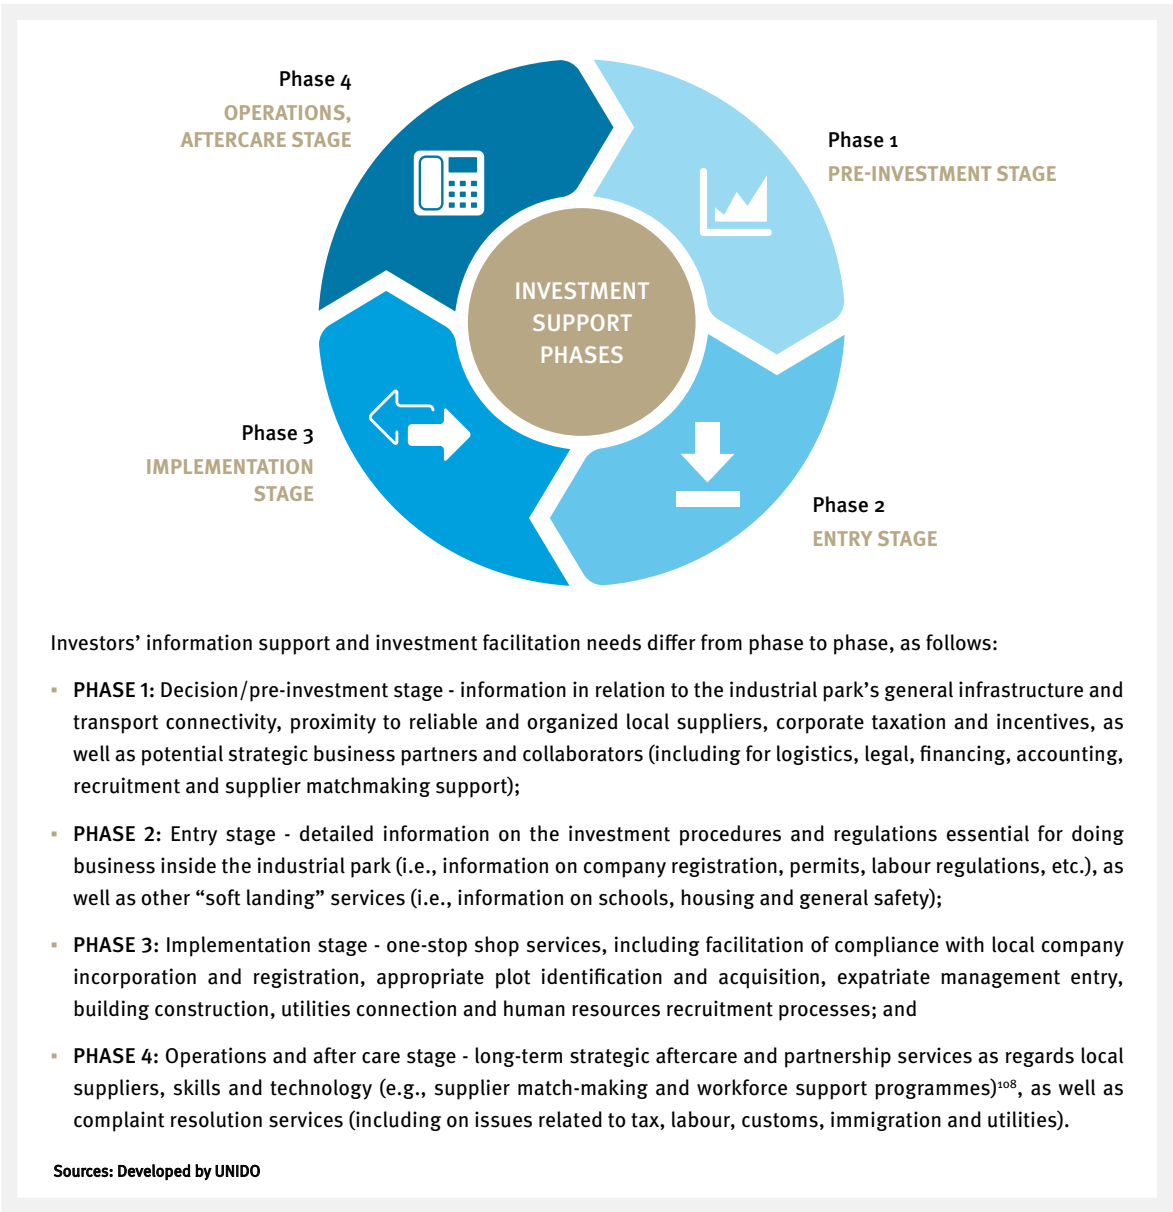 Phase 4
OPERATIONS,
AFTERCARE STAGE
Phase 1
PRE-INVESTMENT STAGE
INVESTMENT
SUPPORT
PHASES
Phase 3
IMPLEMENTATION
STAGE
Phase 2
ENTRY STAGE
Investors’ information support and investment facilitation needs differ from phase to phase, as follows:
▪ PHASE 1: Decision/pre-investment stage - information in relation to the industrial park’s general infrastructure and
transport connectivity, proximity to reliable and organized local suppliers, corporate taxation and incentives, as
well as potential strategic business partners and collaborators (including for logistics, legal, financing, accounting,
recruitment and supplier matchmaking support);
▪ PHASE 2: Entry stage - detailed information on the investment procedures and regulations essential for doing
business inside the industrial park (i.e., information on company registration, permits, labour regulations, etc.), as
well as other “soft landing” services (i.e., information on schools, housing and general safety);
▪ PHASE 3: Implementation stage - one-stop shop services, including facilitation of compliance with local company
incorporation and registration, appropriate plot identification and acquisition, expatriate management entry,
building construction, utilities connection and human resources recruitment processes; and
▪ PHASE 4: Operations and after care stage - long-term strategic aftercare and partnership services as regards local
suppliers, skills and technology (e.g., supplier match-making and workforce support programmes)¹⁰⁸, as well as
complaint resolution services (including on issues related to tax, labour, customs, immigration and utilities).
Sources: Developed by UNIDO